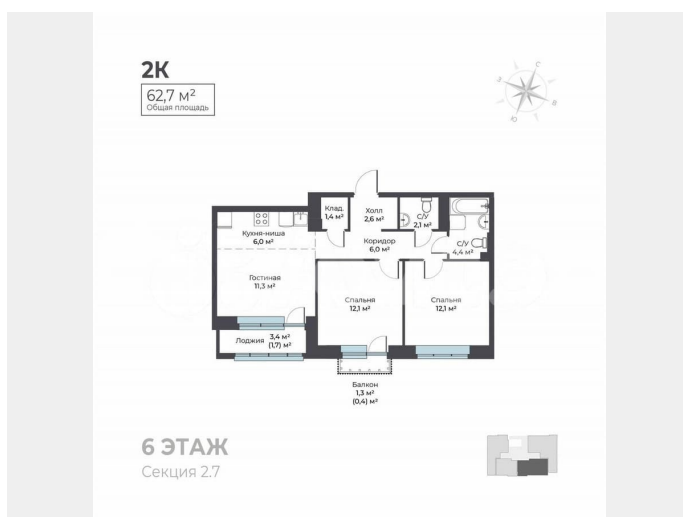 2К
62,7 м²
Общая площадь
С
З
В
Ю
Клад.
1,4 м²
Холл
2,6 м²
С/У
2,1 м²
Кухня-ниша
6,0 м²
Коридор
6,0 м²
С/У
4,4 м²
Гостиная
11,3 м²
Спальня
12,1 м²
Спальня
12,1 м²
Лоджия
3,4 м²
(1,7) м²
Балкон
1,3 м²
(0,4) м²
6 ЭТАЖ
Секция 2.7